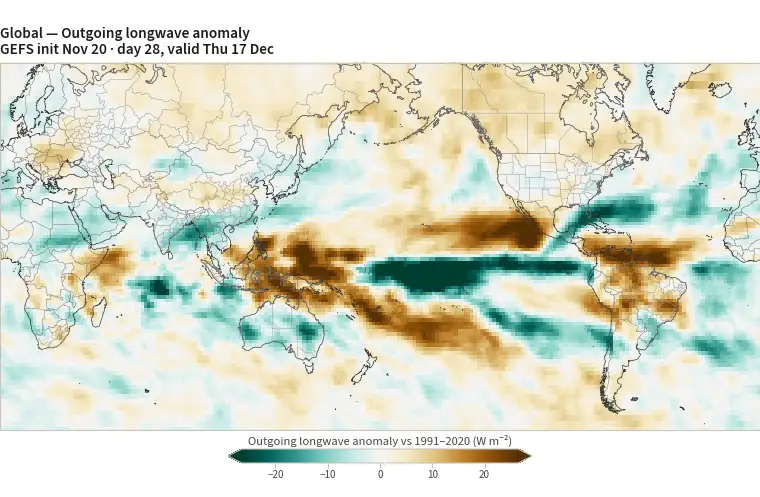 Global — Outgoing longwave anomaly
GEFS init Nov 20 · day 28, valid Thu 17 Dec
Outgoing longwave anomaly vs 1991–2020 (W m⁻²)
−20 −10 0 10 20